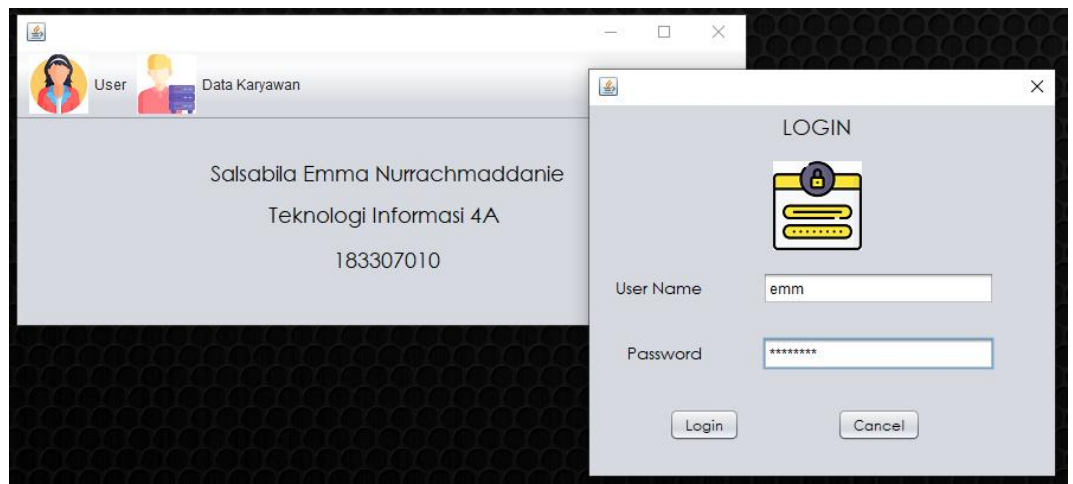 User Data Karyawan
Salsabila Emma Nurrachmaddanie
Teknologi Informasi 4A
183307010
LOGIN
User Name emm
Password ********
Login Cancel